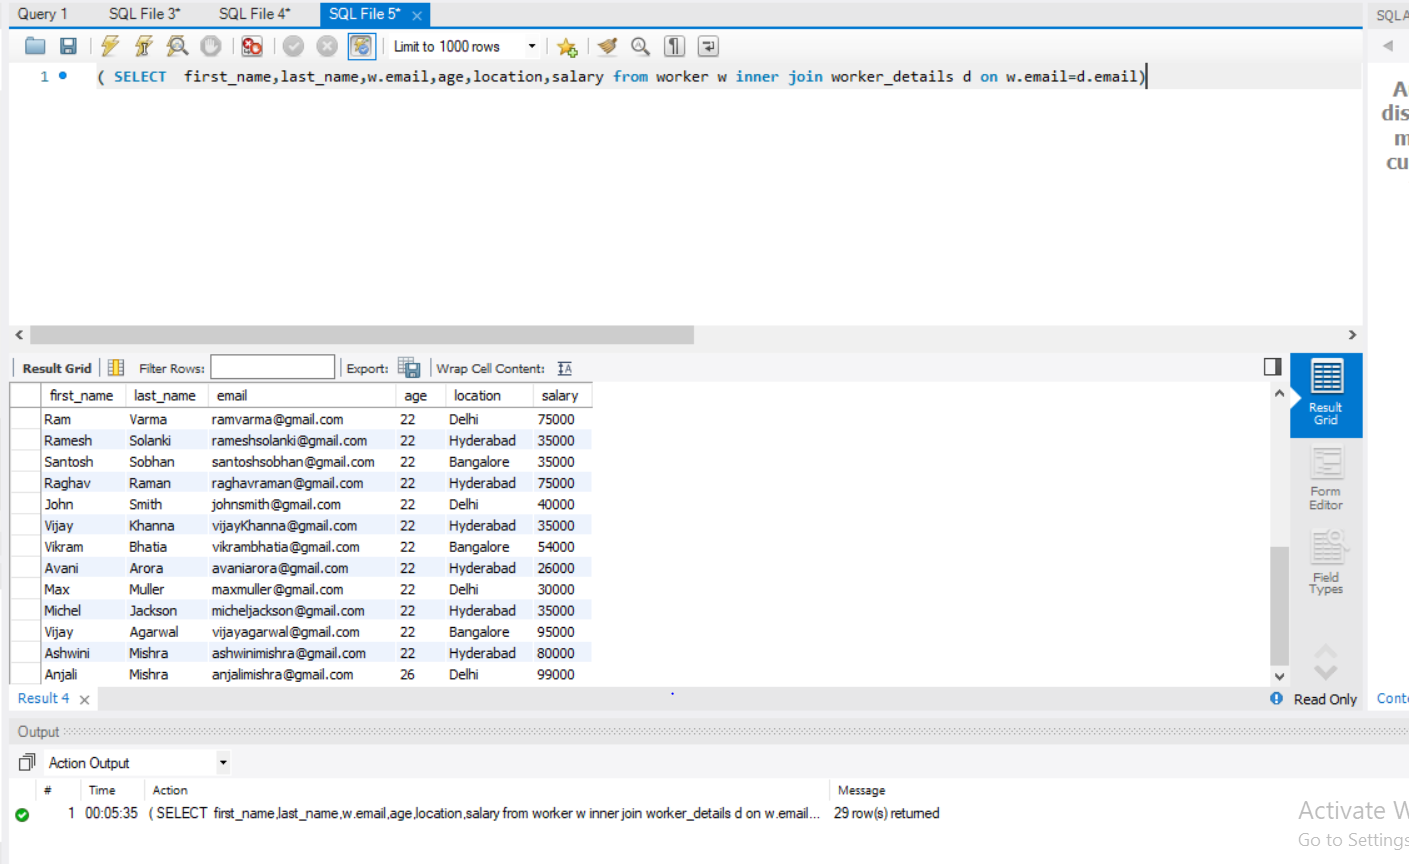 Query 1 SQL File 3* SQL File 4* SQL File 5* SQLA
Limit to 1000 rows
1 ( SELECT first_name,last_name,w.email,age,location,salary from worker w inner join worker_details d on w.email=d.email)
A
dis
m
cu
Result Grid Filter Rows: Export: Wrap Cell Content:
first_name last_name email age location salary
Ram Varma ramvarma@gmail.com 22 Delhi 75000
Ramesh Solanki rameshsolanki@gmail.com 22 Hyderabad 35000
Santosh Sobhan santoshsobhan@gmail.com 22 Bangalore 35000
Raghav Raman raghavraman@gmail.com 22 Hyderabad 75000
John Smith johnsmith@gmail.com 22 Delhi 40000
Vijay Khanna vijayKhanna@gmail.com 22 Hyderabad 35000
Vikram Bhatia vikrambhatia@gmail.com 22 Bangalore 54000
Avani Arora avaniarora@gmail.com 22 Hyderabad 26000
Max Muller maxmuller@gmail.com 22 Delhi 30000
Michel Jackson micheljackson@gmail.com 22 Hyderabad 35000
Vijay Agarwal vijayagarwal@gmail.com 22 Bangalore 95000
Ashwini Mishra ashwinimishra@gmail.com 22 Hyderabad 80000
Anjali Mishra anjalimishra@gmail.com 26 Delhi 99000
Result
Grid
Form
Editor
Field
Types
Result 4 Read Only Conte
Output
Action Output
# Time Action Message
1 00:05:35 ( SELECT first_name,last_name,w.email,age,location,salary from worker w inner join worker_details d on w.email... 29 row(s) returned
Activate W
Go to Settings